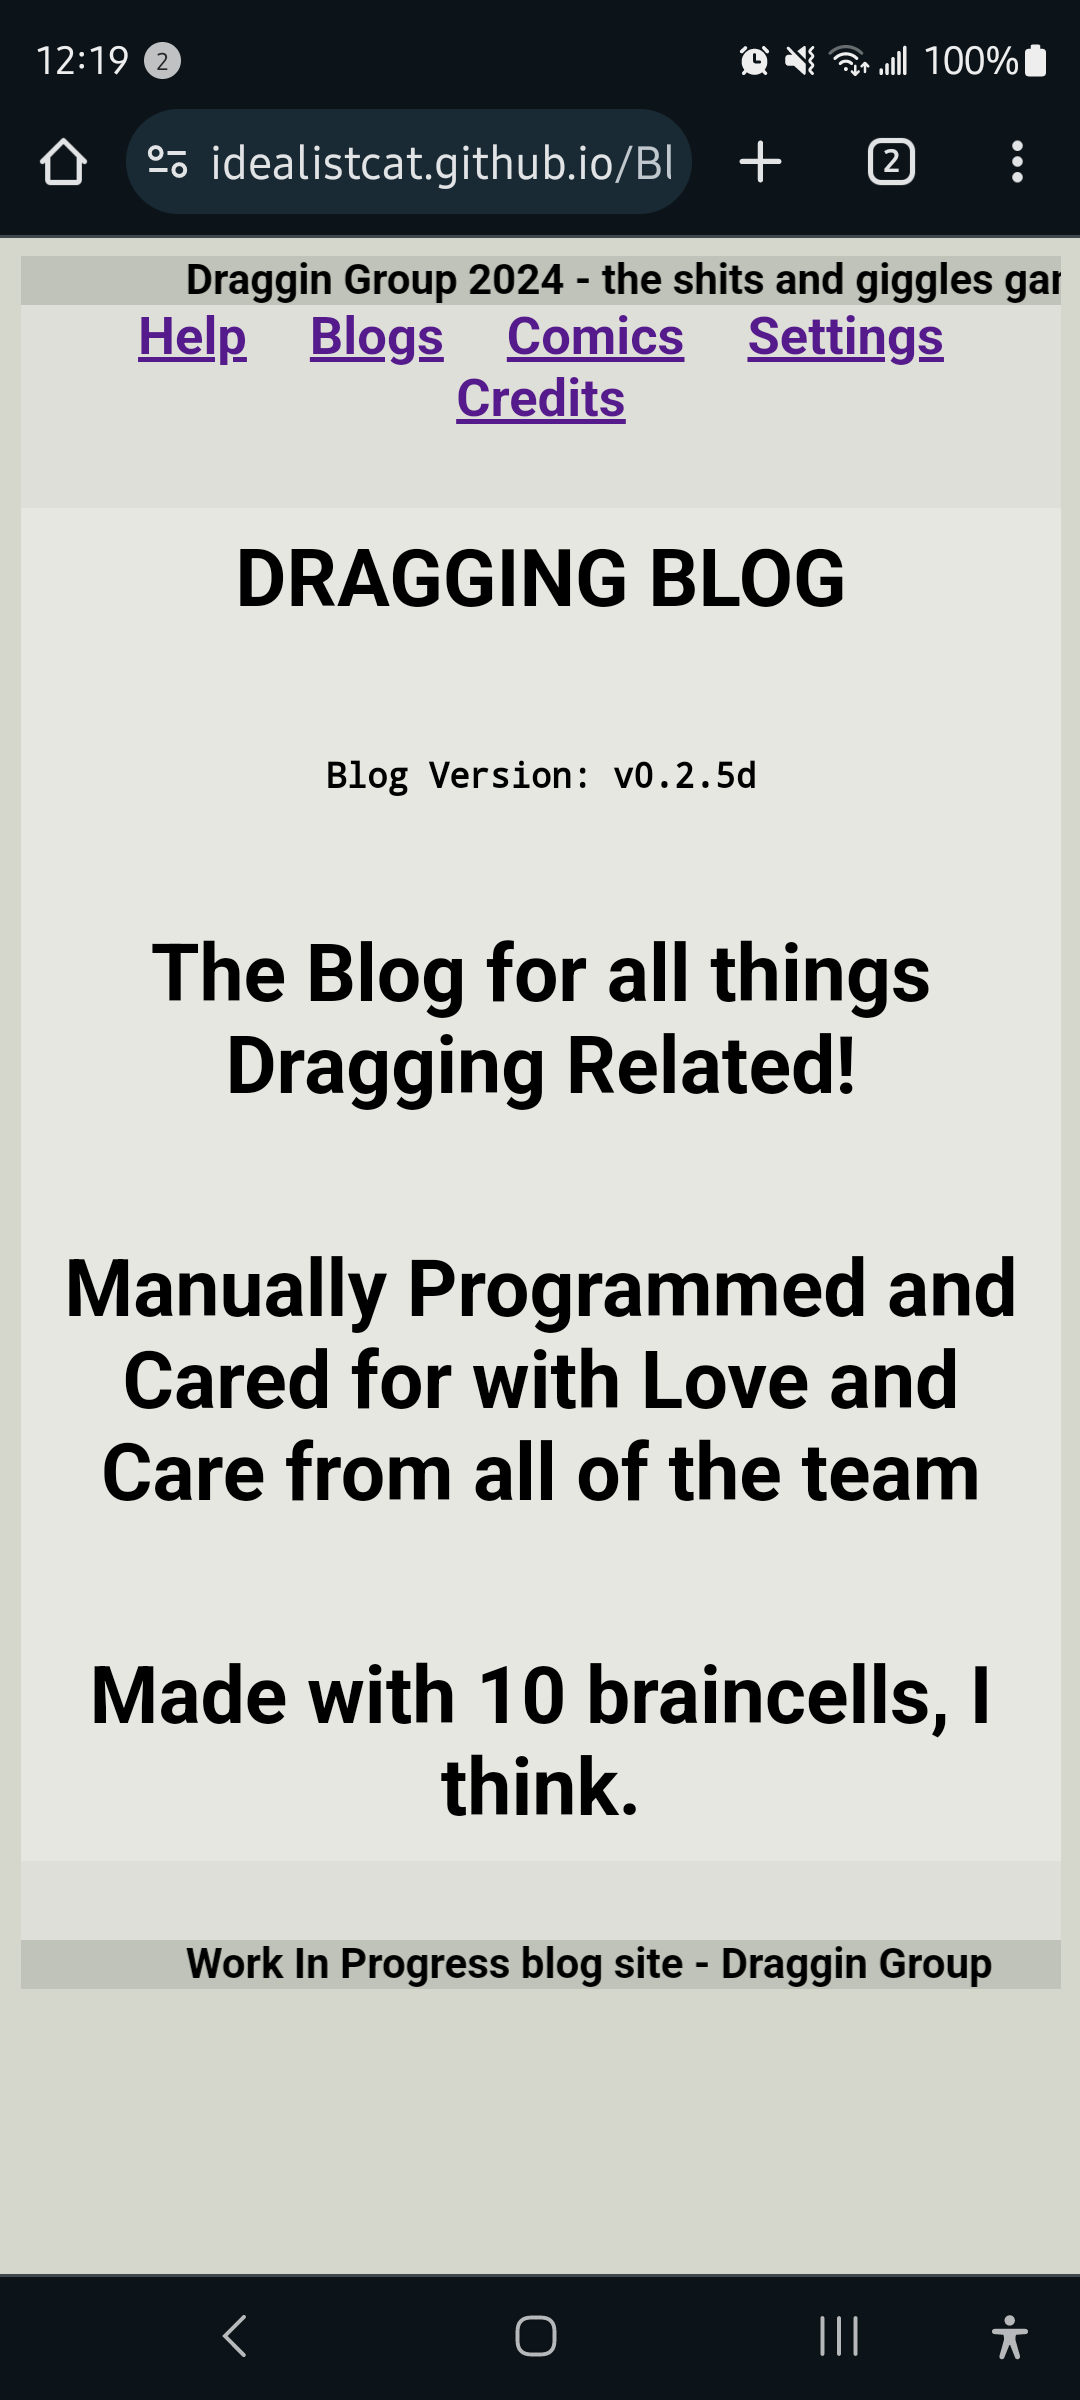 12:19 2 100%
idealistcat.github.io/Bl 2
Draggin Group 2024 - the shits and giggles gar
Help Blogs Comics Settings
Credits
DRAGGING BLOG
Blog Version: v0.2.5d
The Blog for all things
Dragging Related!
Manually Programmed and
Cared for with Love and
Care from all of the team
Made with 10 braincells, I
think.
Work In Progress blog site - Draggin Group